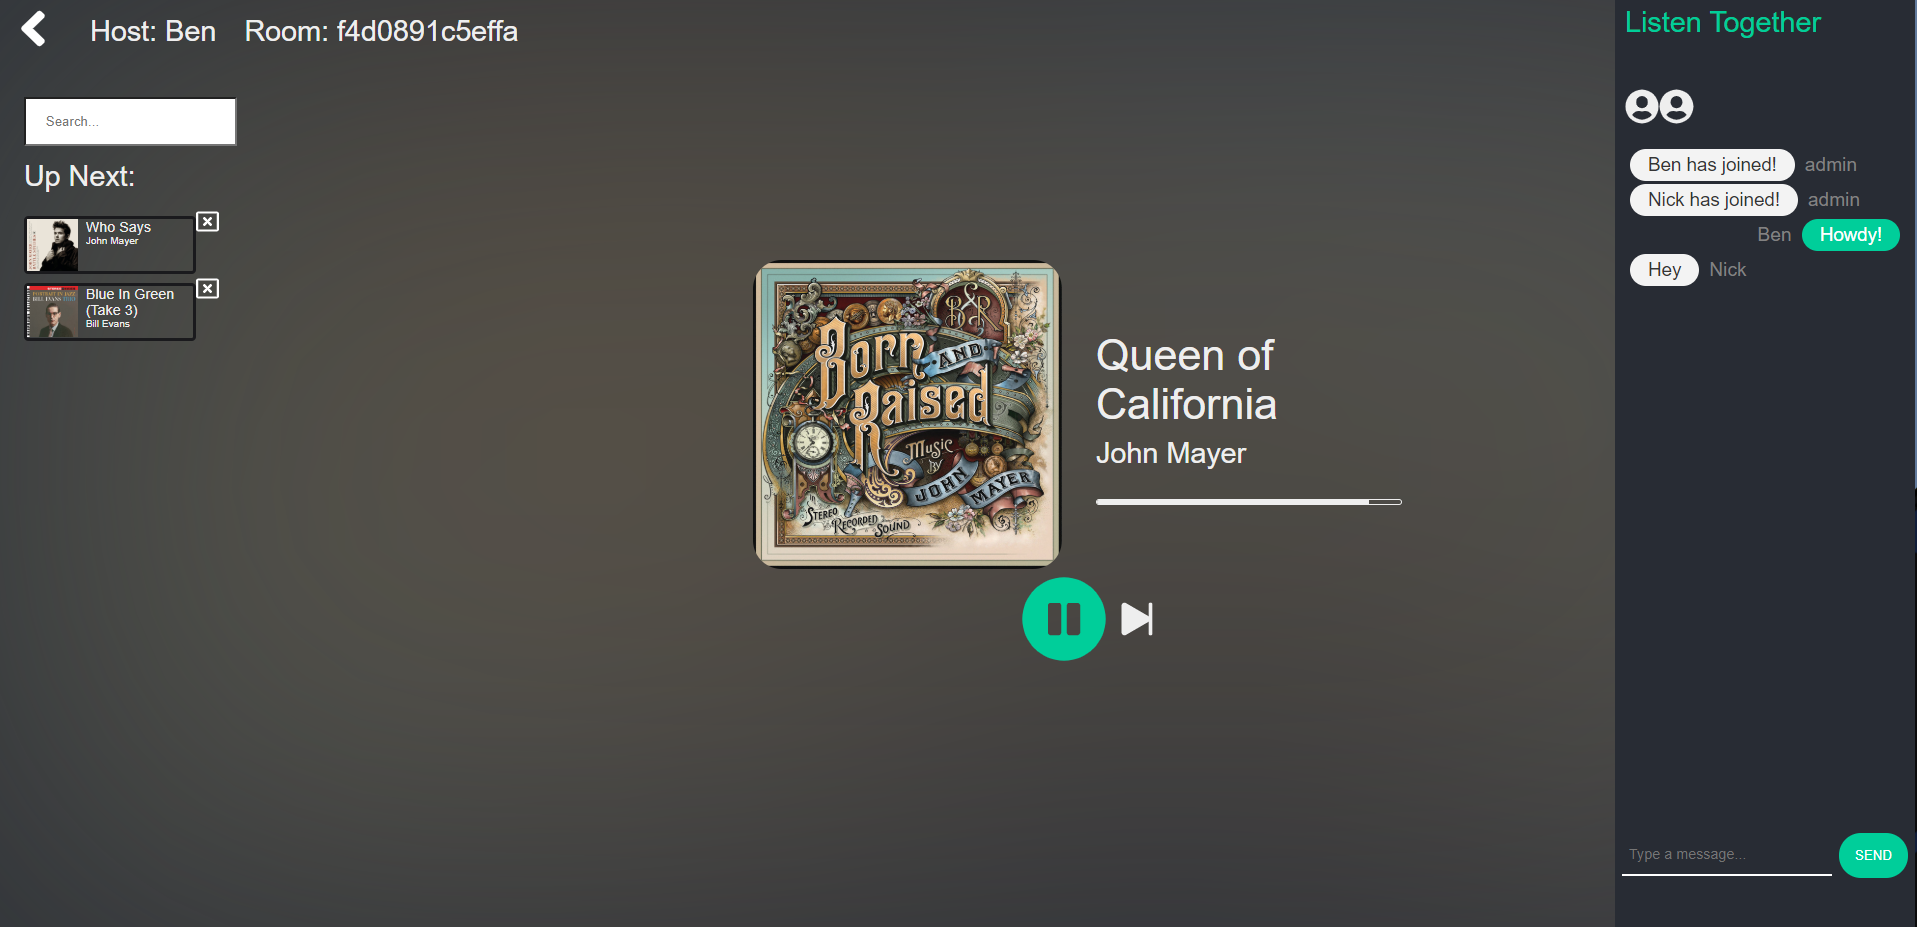 Host: Ben Room: f4d0891c5effa
Search...
Up Next:
Who Says
John Mayer
Blue In Green
(Take 3)
Bill Evans
B&R
Born
AND
Raised
Music
BY
JOHN
MAYER
IN
STEREO
RECORDED
SOUND
Queen of
California
John Mayer
Listen Together
Ben has joined! admin
Nick has joined! admin
Ben Howdy!
Hey Nick
Type a message...
SEND